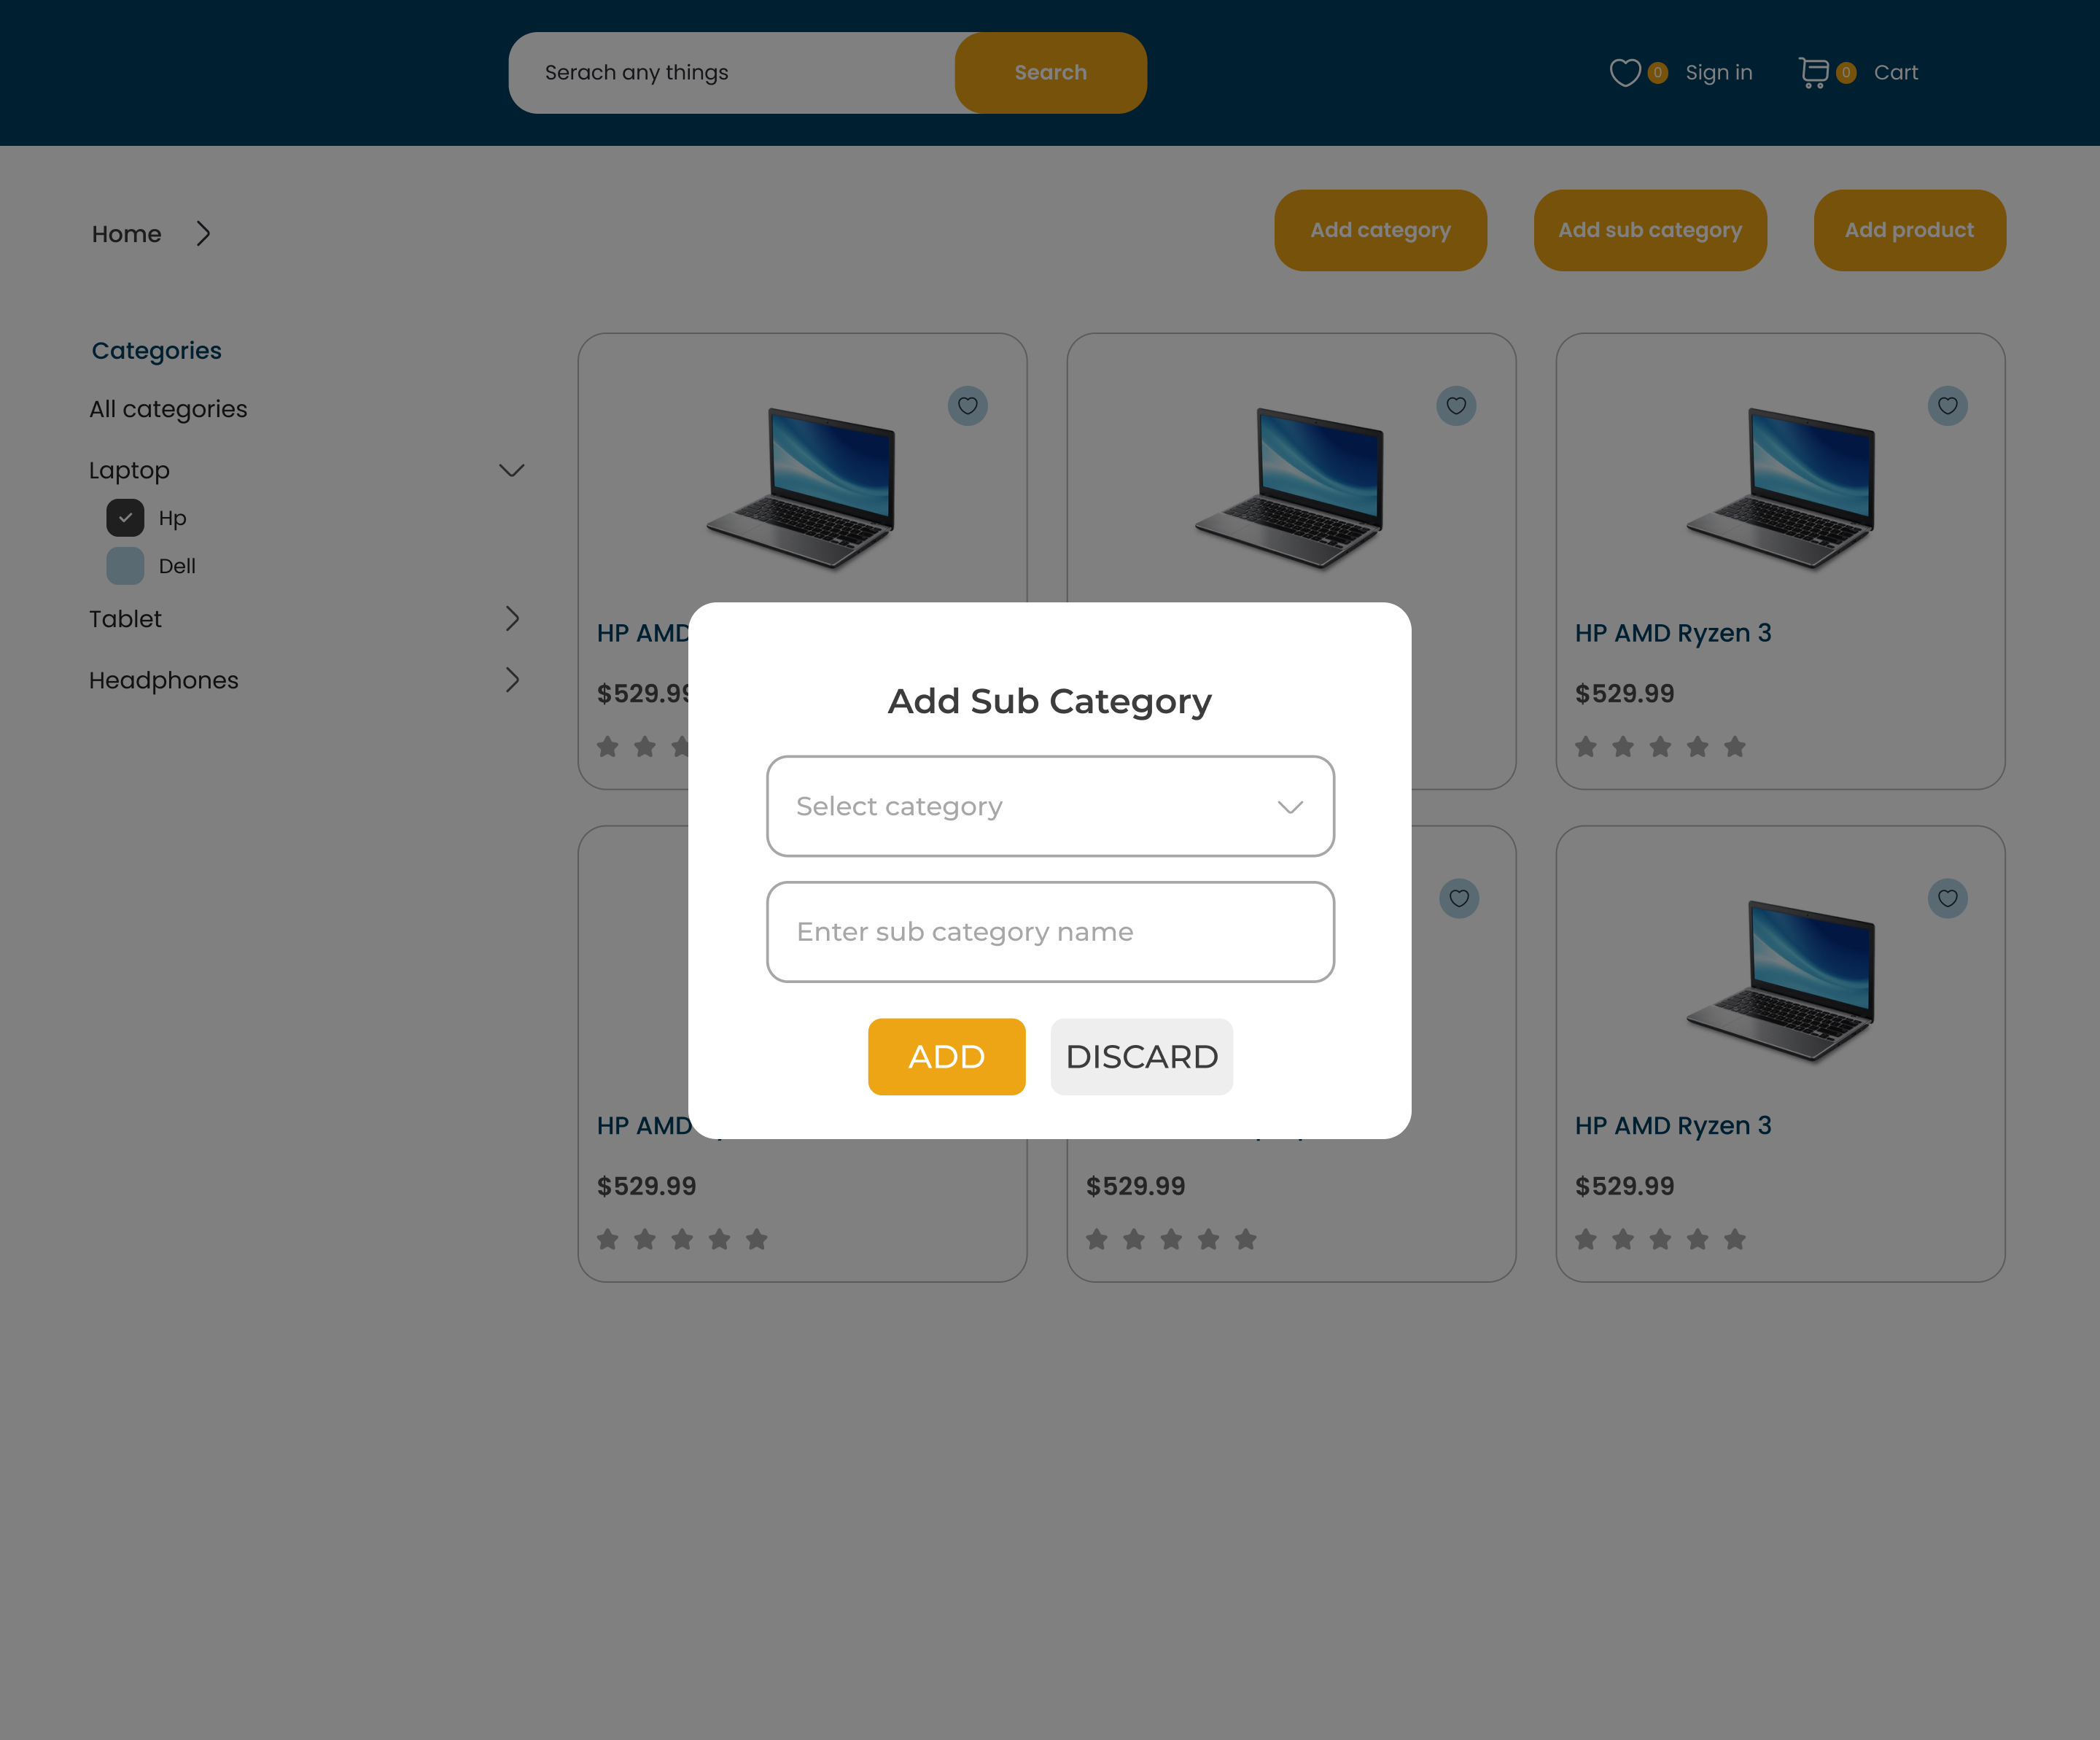 Serach any things
Search
0
Sign in
0
Cart
Home
Add category
Add sub category
Add product
Categories
All categories
Laptop
Hp
Dell
Tablet
Headphones
HP AMD
$529.99
HP AMD Ryzen 3
$529.99
Add Sub Category
Select category
Enter sub category name
ADD
DISCARD
HP AMD
$529.99
$529.99
HP AMD Ryzen 3
$529.99